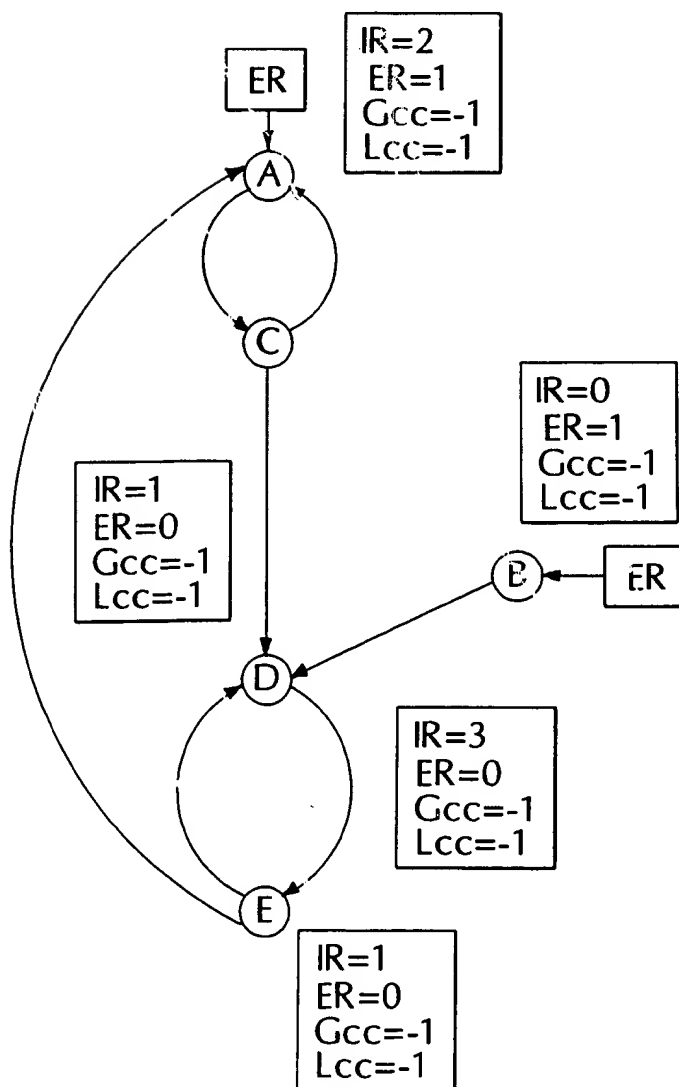 IR=2
ER=1
Gcc=-1
Lcc=-1
ER
A
C
IR=0
ER=1
Gcc=-1
Lcc=-1
IR=1
ER=0
Gcc=-1
Lcc=-1
B
ER
D
IR=3
ER=0
Gcc=-1
Lcc=-1
E
IR=1
ER=0
Gcc=-1
Lcc=-1